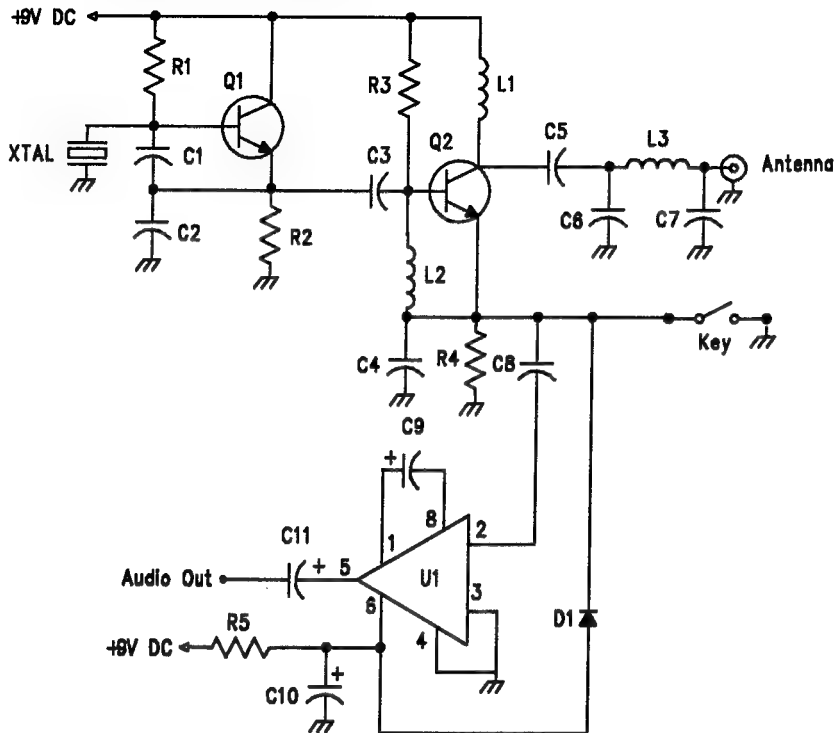 +9V DC
R1
Q1
R3
L1
XTAL
C1
C3
Q2
C5
L3
Antenna
C2
R2
C6
C7
L2
C4
R4
C8
Key
C9
+
8
2
1
C11
+
5
U1
3
Audio Out
6
4
D1
R5
+9V DC
+
C10